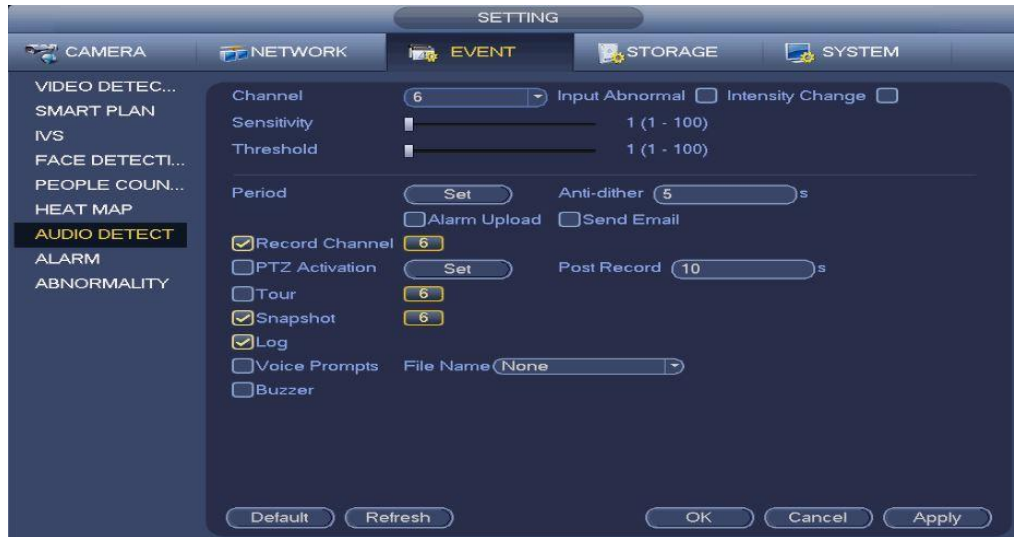 SETTING
CAMERA NETWORK EVENT STORAGE SYSTEM
VIDEO DETEC...
SMART PLAN
IVS
FACE DETECTI...
PEOPLE COUN...
HEAT MAP
AUDIO DETECT
ALARM
ABNORMALITY
Channel 6 Input Abnormal Intensity Change
Sensitivity 1 (1 - 100)
Threshold 1 (1 - 100)
Period Set Anti-dither 5 s
Alarm Upload Send Email
Record Channel 6
PTZ Activation Set Post Record 10 s
Tour 6
Snapshot 6
Log
Voice Prompts File Name None
Buzzer
Default Refresh OK Cancel Apply